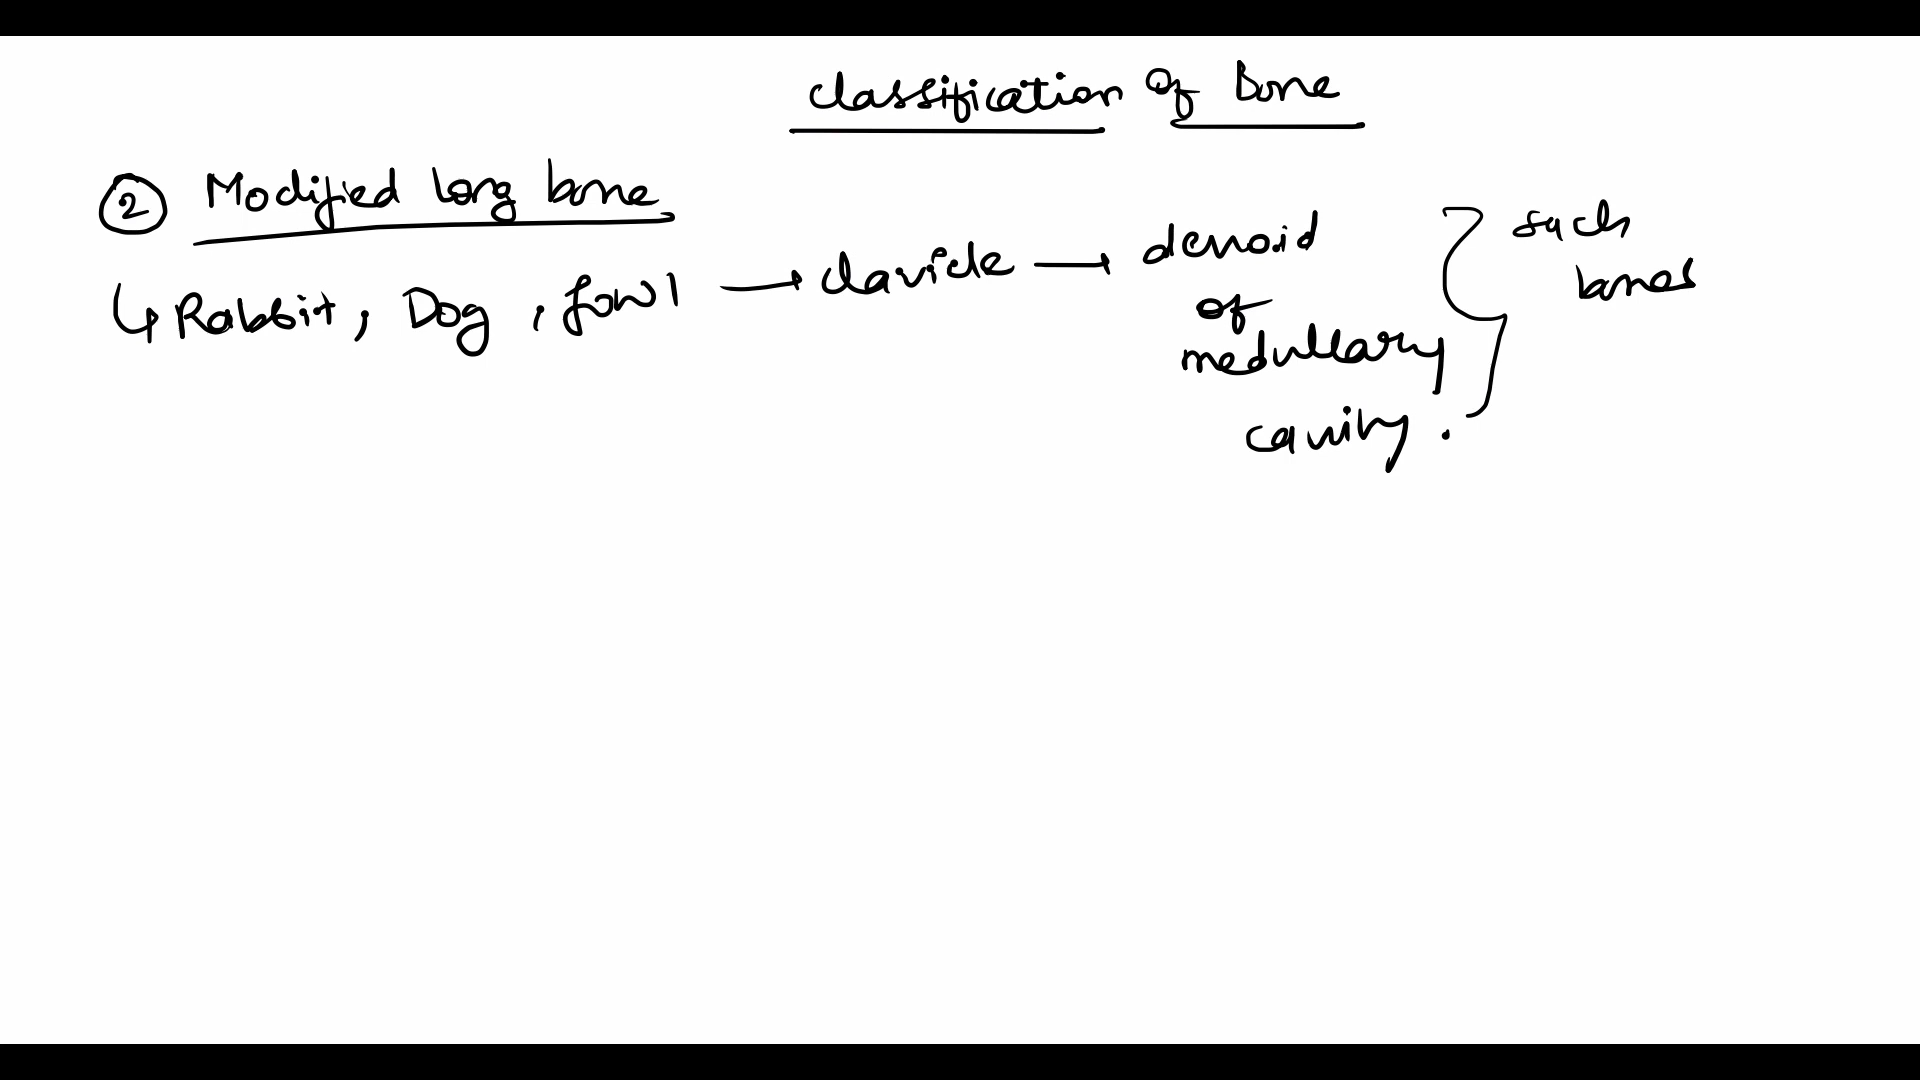 Classification Of Bone
② Modified Long bone
↳ Rabbit, Dog, fowl → clavicle → devoid
of
medullary
cavity.
such
bones